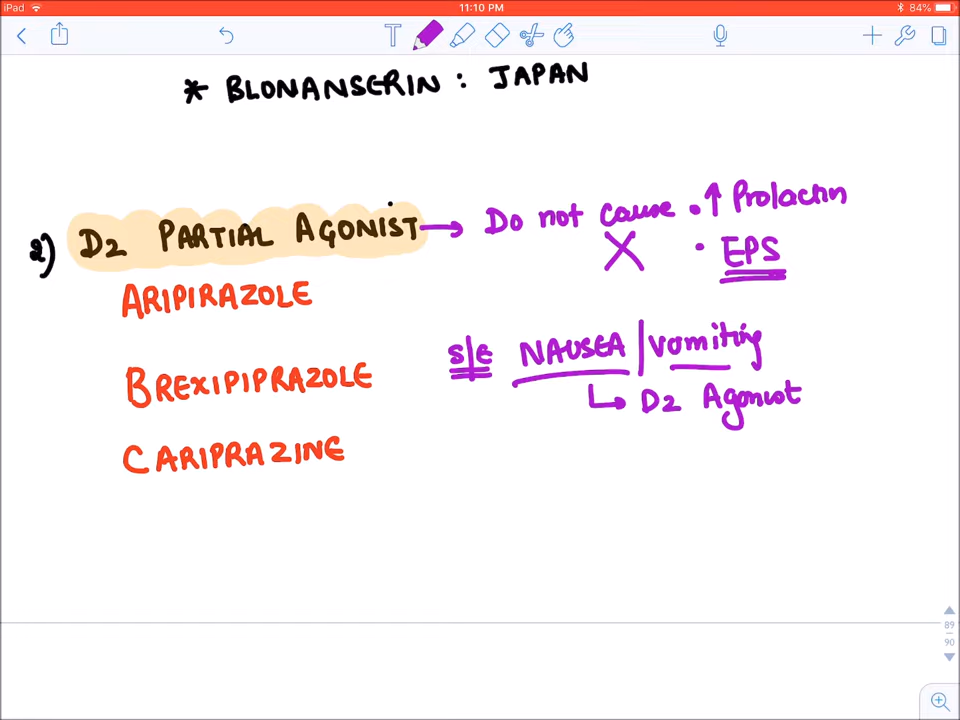 iPad 11:10 PM 84%
T
* BLONANSERIN : JAPAN
2) D2 PARTIAL AGONIST → Do not cause • ↑ Prolactin
X • EPS
ARIPIRAZOLE
S/E NAUSEA | vomiting
BREXIPIPRAZOLE
↳ D2 Agonist
CARIPRAZINE
89
90